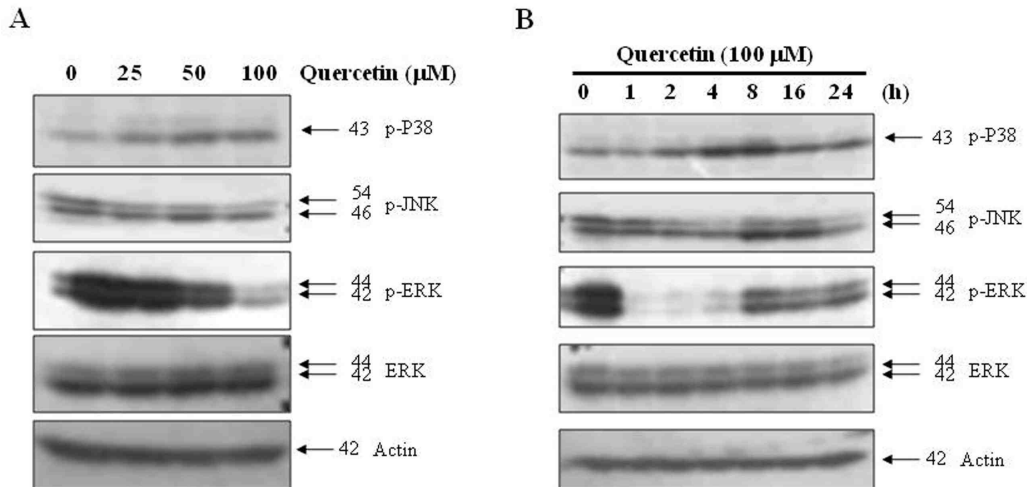 A
0 25 50 100 Quercetin (µM)
43 p-P38
54
46 p-JNK
44
42 p-ERK
44
42 ERK
42 Actin
B
Quercetin (100 µM)
0 1 2 4 8 16 24 (h)
43 p-P38
54
46 p-JNK
44
42 p-ERK
44
42 ERK
42 Actin